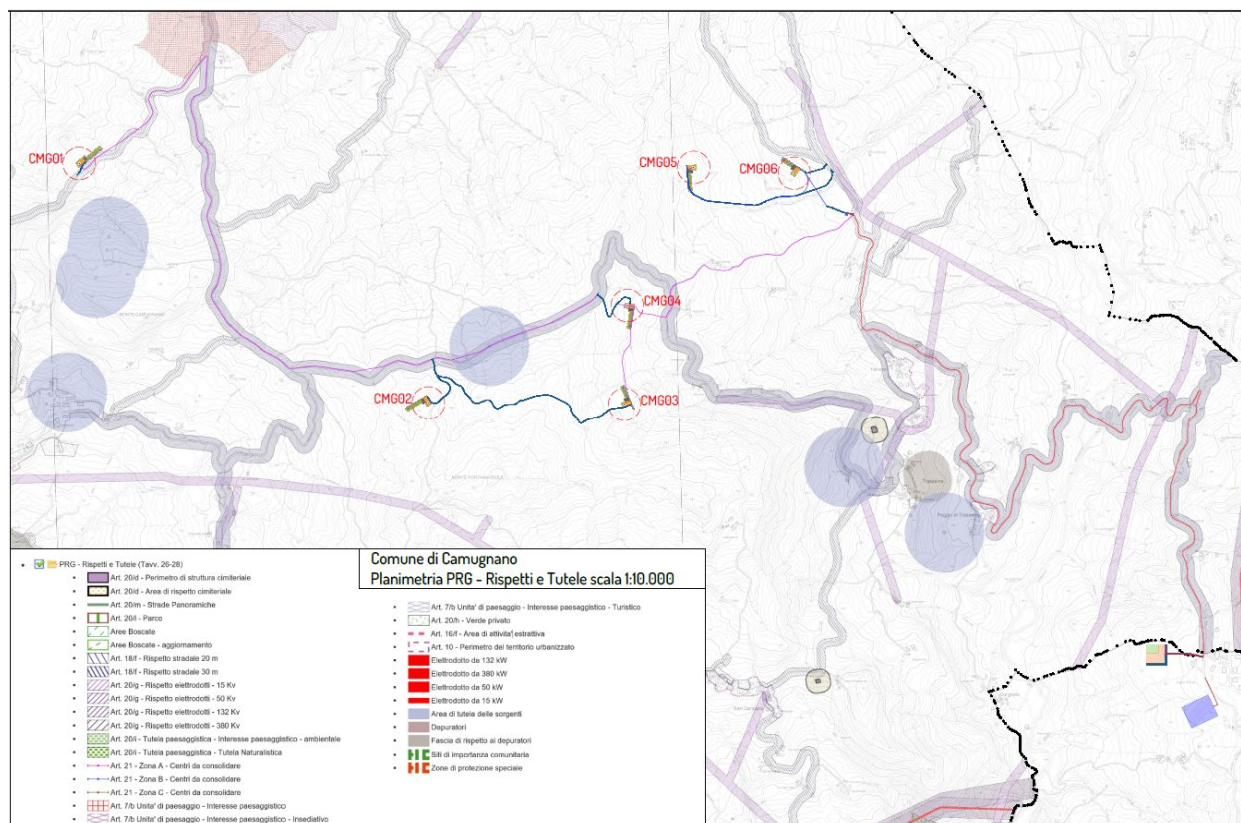 CMG01
CMG05
CMG06
CMG04
CMG02
CMG03
MONTE FONTANAVIDOLA
Traserra
Comune di Camugnano
Planimetria PRG - Rispetti e Tutele scala 1:10.000
PRG - Rispetti e Tutele (Tavv. 26-28)
Art. 20/d - Perimetro di struttura cimiteriale
Art. 20/d - Area di rispetto cimiteriale
Art. 20/m - Strade Panoramiche
Art. 20/l - Parco
Aree Boscate
Aree Boscate - aggiornamento
Art. 18/f - Rispetto stradale 20 m
Art. 18/f - Rispetto stradale 30 m
Art. 20/g - Rispetto elettrodotti - 15 Kv
Art. 20/g - Rispetto elettrodotti - 50 Kv
Art. 20/g - Rispetto elettrodotti - 132 Kv
Art. 20/g - Rispetto elettrodotti - 380 Kv
Art. 20/i - Tutela paesaggistica - Interesse paesaggistico - ambientale
Art. 20/i - Tutela paesaggistica - Tutela Naturalistica
Art. 21 - Zona A - Centri da consolidare
Art. 21 - Zona B - Centri da consolidare
Art. 21 - Zona C - Centri da consolidare
Art. 7/b Unita' di paesaggio - Interesse paesaggistico
Art. 7/b Unita' di paesaggio - Interesse paesaggistico - Insediativo
Art. 7/b Unita' di paesaggio - Interesse paesaggistico - Turistico
Art. 20/h - Verde privato
Art. 16/f - Area di attivita' estrattiva
Art. 10 - Perimetro del territorio urbanizzato
Elettrodotto da 132 kW
Elettrodotto da 380 kW
Elettrodotto da 50 kW
Elettrodotto da 15 kW
Area di tutela delle sorgenti
Depuratori
Fascia di rispetto ai depuratori
Siti di importanza comunitaria
Zone di protezione speciale